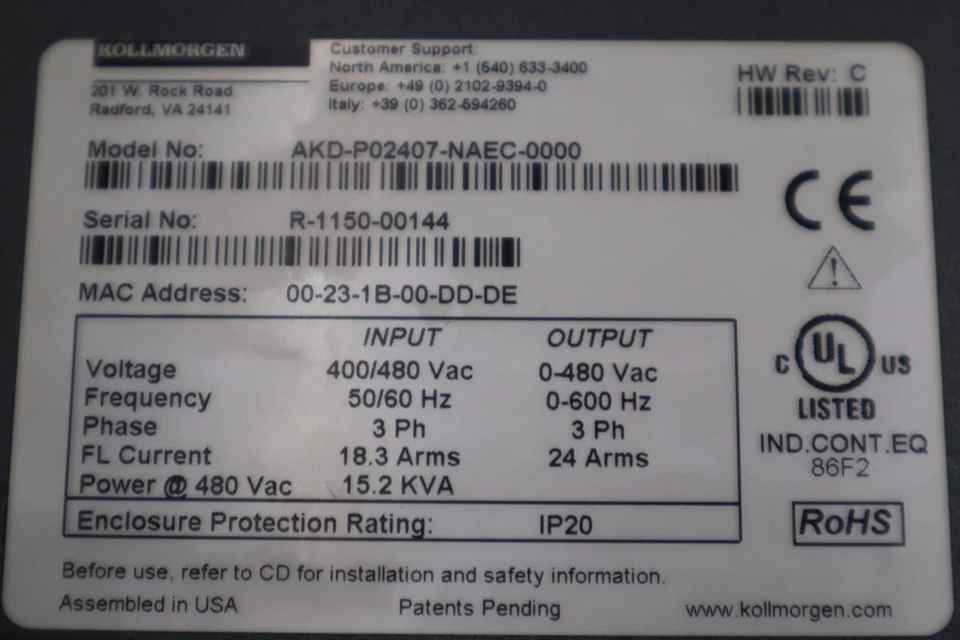 KOLLMORGEN
201 W. Rock Road
Radford, VA 24141
Customer Support:
North America: +1 (540) 633-3400
Europe: +49 (0) 2102-9394-0
Italy: +39 (0) 362-594260
HW Rev: C
Model No: AKD-P02407-NAEC-0000
Serial No: R-1150-00144
MAC Address: 00-23-1B-00-DD-DE
INPUT OUTPUT
Voltage 400/480 Vac 0-480 Vac
Frequency 50/60 Hz 0-600 Hz
Phase 3 Ph 3 Ph
FL Current 18.3 Arms 24 Arms
Power @ 480 Vac 15.2 KVA
Enclosure Protection Rating: IP20
CE
C UL US
LISTED
IND.CONT.EQ
86F2
RoHS
Before use, refer to CD for installation and safety information.
Assembled in USA Patents Pending www.kollmorgen.com